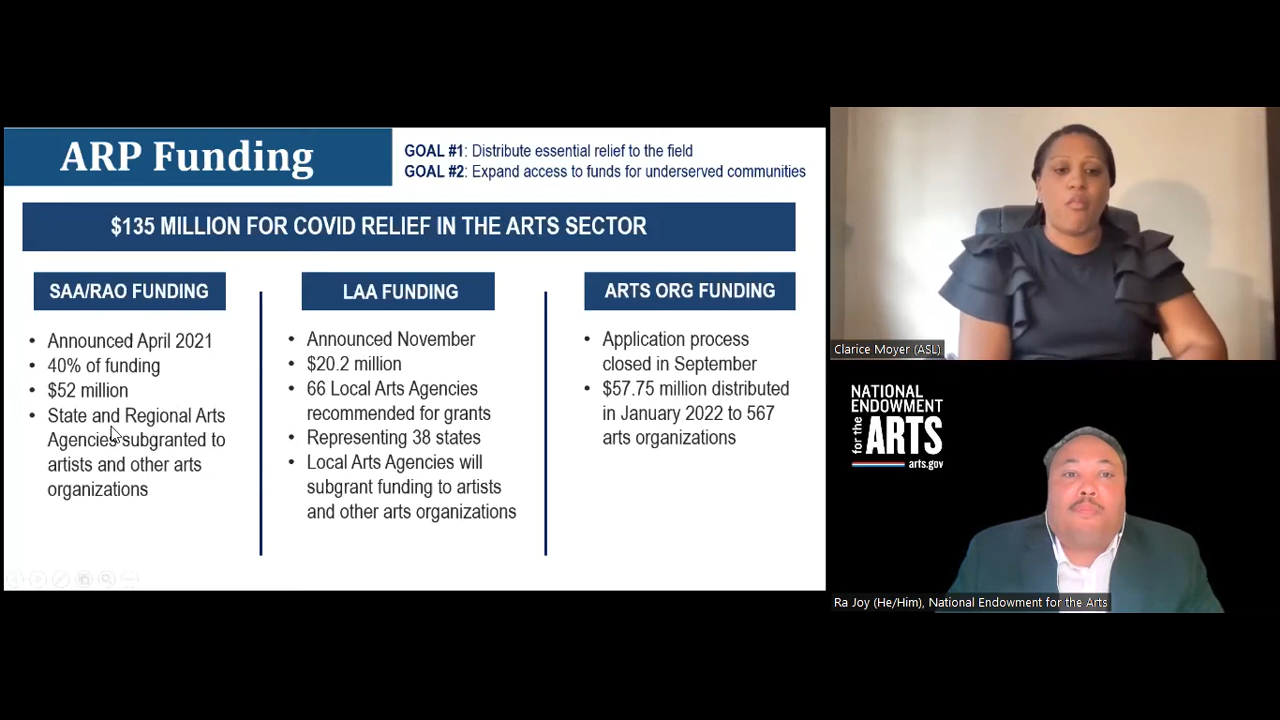 ARP Funding
GOAL #1: Distribute essential relief to the field
GOAL #2: Expand access to funds for underserved communities
$135 MILLION FOR COVID RELIEF IN THE ARTS SECTOR
SAA/RAO FUNDING
• Announced April 2021
• 40% of funding
• $52 million
• State and Regional Arts
Agencies subgranted to
artists and other arts
organizations
LAA FUNDING
• Announced November
• $20.2 million
• 66 Local Arts Agencies
recommended for grants
• Representing 38 states
• Local Arts Agencies will
subgrant funding to artists
and other arts organizations
ARTS ORG FUNDING
• Application process
closed in September
• $57.75 million distributed
in January 2022 to 567
arts organizations
Clarice Moyer (ASL)
NATIONAL
ENDOWMENT
for the ARTS
arts.gov
Ra Joy (He/Him), National Endowment for the Arts